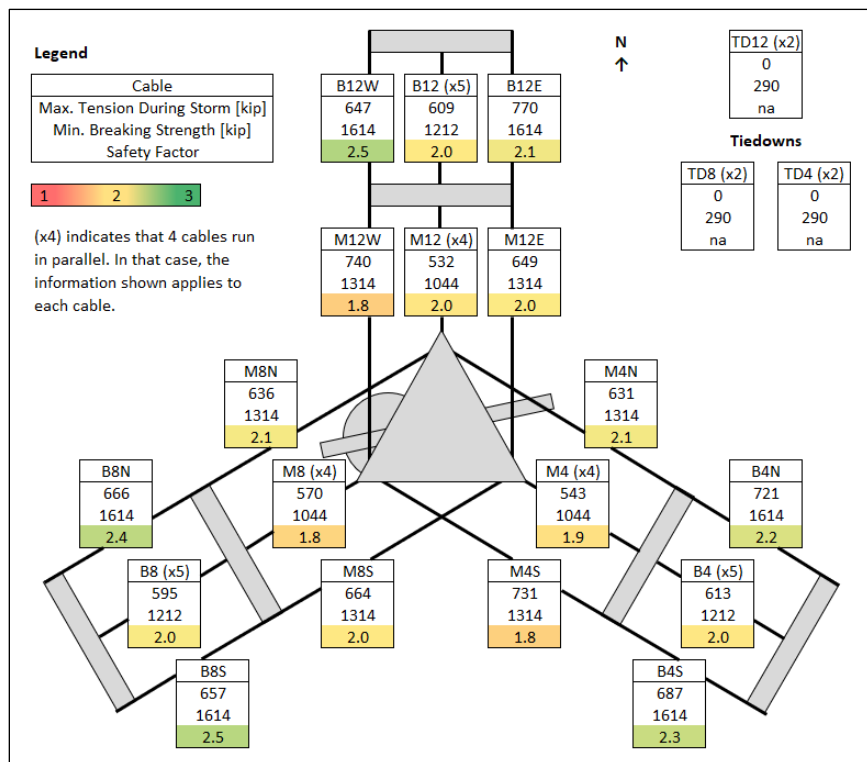 Legend
Cable
Max. Tension During Storm [kip]
Min. Breaking Strength [kip]
Safety Factor
1 2 3
(x4) indicates that 4 cables run
in parallel. In that case, the
information shown applies to
each cable.
N
↑
B12W
647
1614
2.5
B12 (x5)
609
1212
2.0
B12E
770
1614
2.1
TD12 (x2)
0
290
na
Tiedowns
TD8 (x2)
0
290
na
TD4 (x2)
0
290
na
M12W
740
1314
1.8
M12 (x4)
532
1044
2.0
M12E
649
1314
2.0
M8N
636
1314
2.1
M4N
631
1314
2.1
B8N
666
1614
2.4
M8 (x4)
570
1044
1.8
M4 (x4)
543
1044
1.9
B4N
721
1614
2.2
B8 (x5)
595
1212
2.0
M8S
664
1314
2.0
M4S
731
1314
1.8
B4 (x5)
613
1212
2.0
B8S
657
1614
2.5
B4S
687
1614
2.3